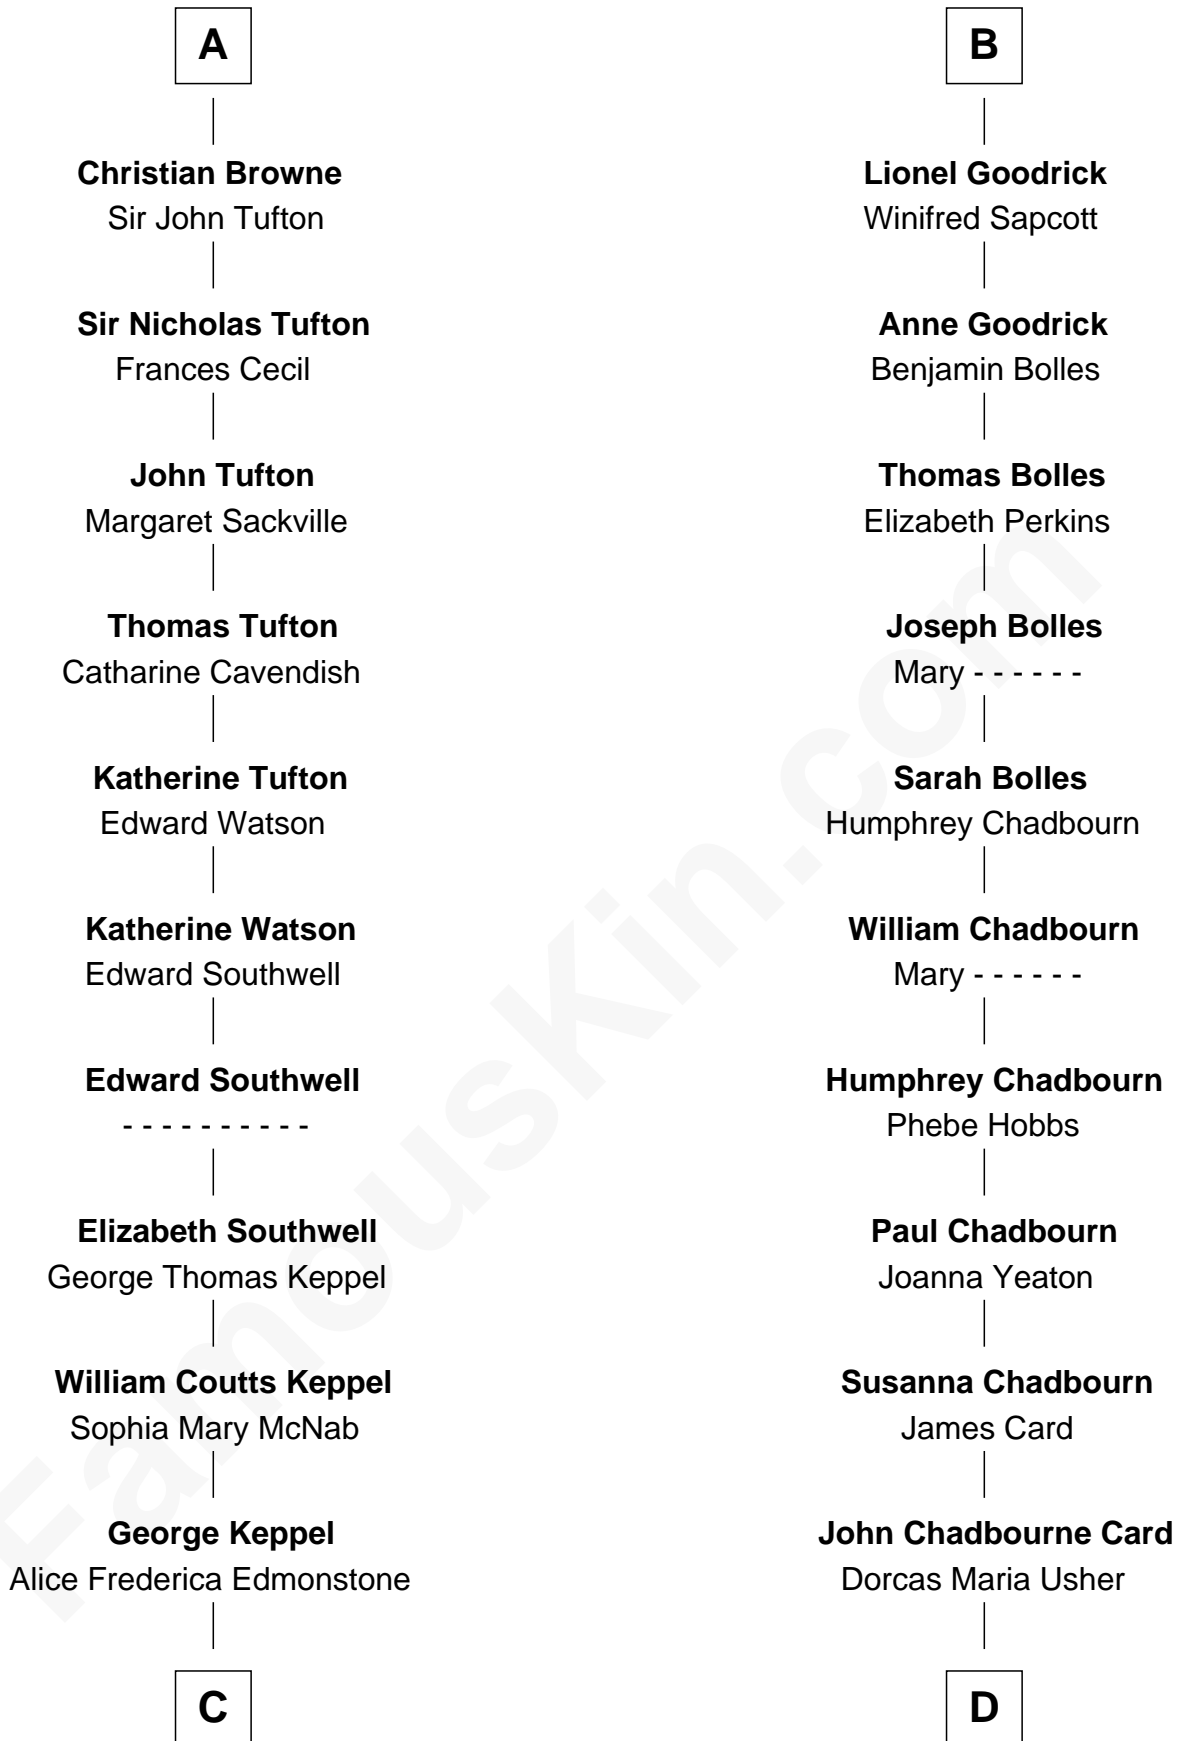 A
Christian Browne
Sir John Tufton
Sir Nicholas Tufton
Frances Cecil
John Tufton
Margaret Sackville
Thomas Tufton
Catharine Cavendish
Katherine Tufton
Edward Watson
Katherine Watson
Edward Southwell
Edward Southwell
- - - - - - - - - -
Elizabeth Southwell
George Thomas Keppel
William Coutts Keppel
Sophia Mary McNab
George Keppel
Alice Frederica Edmonstone
C
B
Lionel Goodrick
Winifred Sapcott
Anne Goodrick
Benjamin Bolles
Thomas Bolles
Elizabeth Perkins
Joseph Bolles
Mary - - - - - -
Sarah Bolles
Humphrey Chadbourn
William Chadbourn
Mary - - - - - -
Humphrey Chadbourn
Phebe Hobbs
Paul Chadbourn
Joanna Yeaton
Susanna Chadbourn
James Card
John Chadbourne Card
Dorcas Maria Usher
D
FamousKin.com